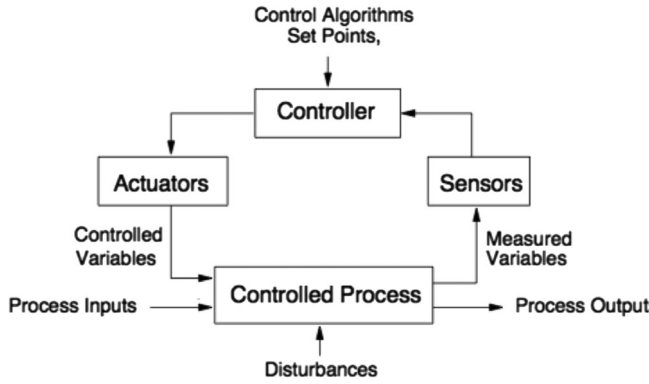 Control Algorithms
Set Points,
Controller
Actuators
Sensors
Controlled
Variables
Measured
Variables
Controlled Process
Process Inputs
Process Output
Disturbances